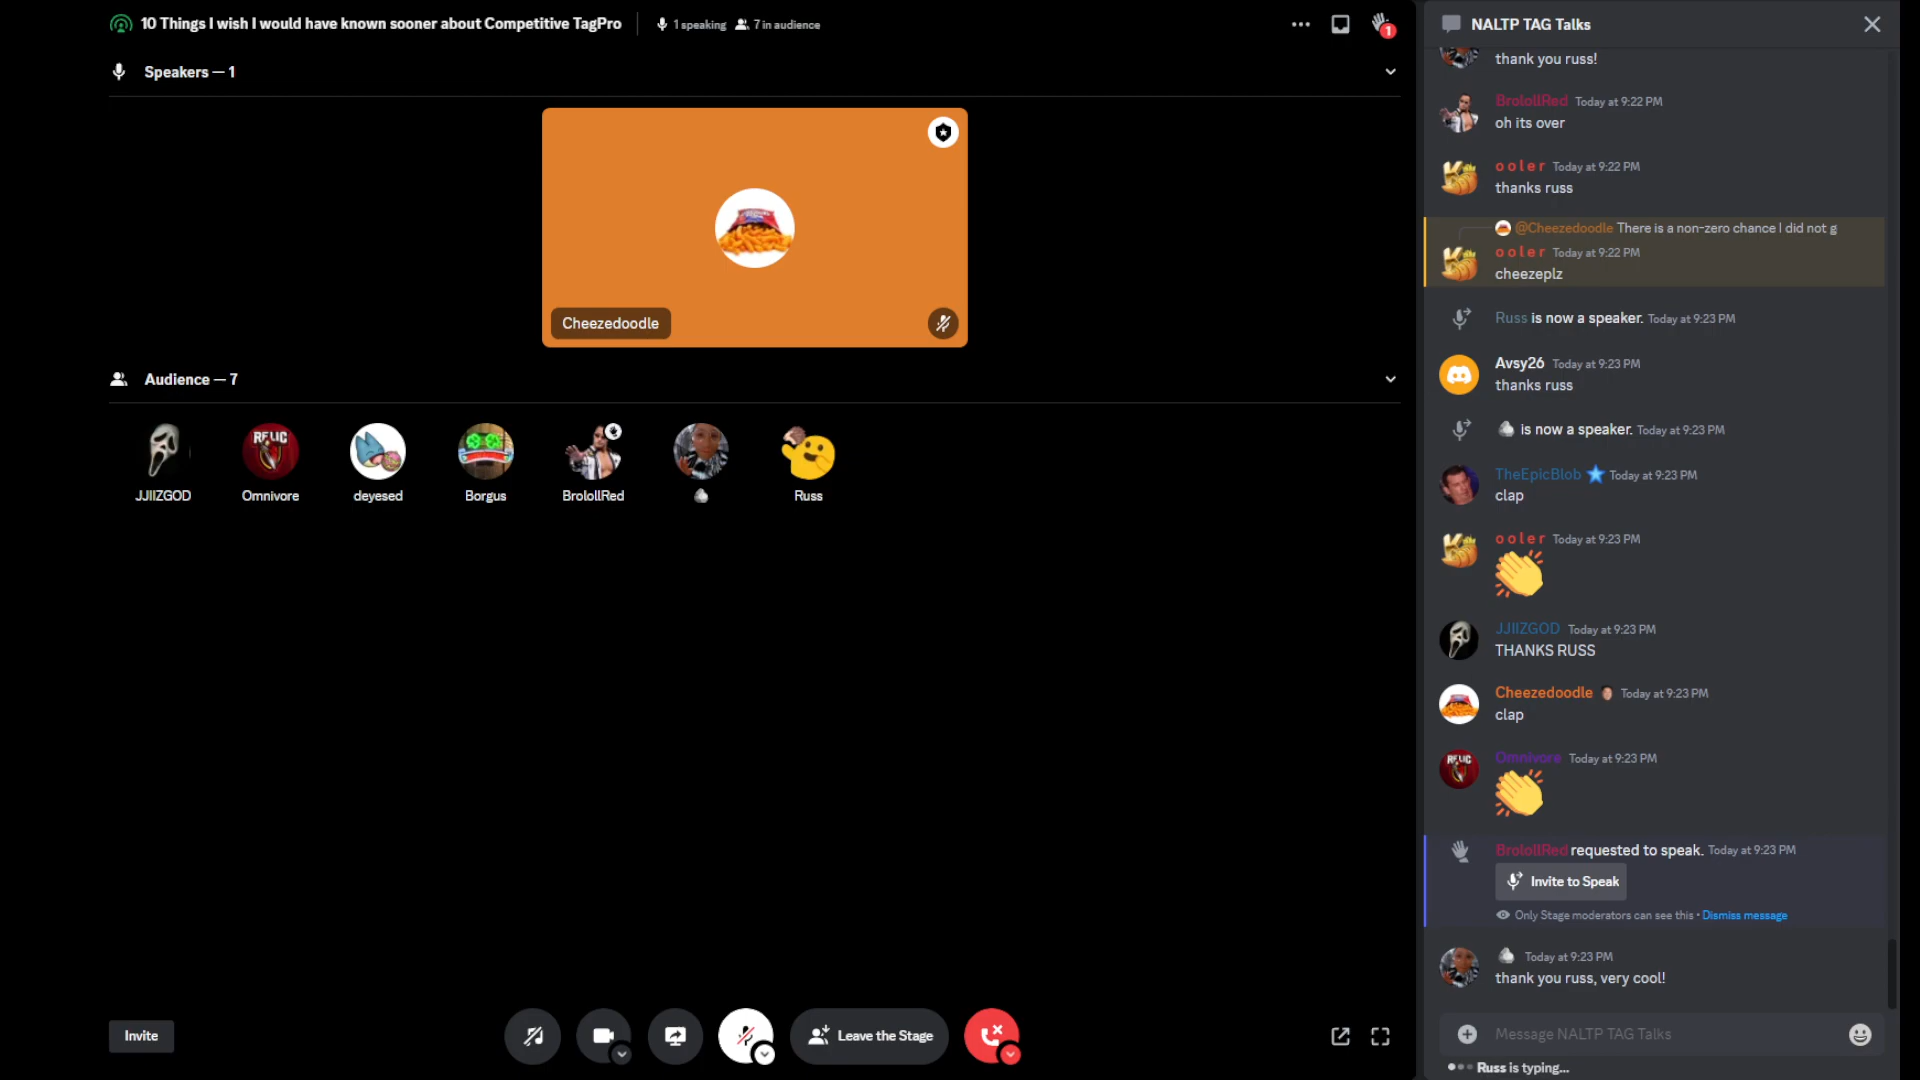 10 Things I wish I would have known sooner about Competitive TagPro
1 speaking 7 in audience
1
Speakers — 1
Cheezedoodle
Audience — 7
RELIC
JJIIZGOD
Omnivore
deyesed
Borgus
BrolollRed
Russ
Invite
Leave the Stage
NALTP TAG Talks
thank you russ!
BrolollRed Today at 9:22 PM
oh its over
o o l e r Today at 9:22 PM
thanks russ
@Cheezedoodle There is a non-zero chance I did not g
o o l e r Today at 9:22 PM
cheezeplz
Russ is now a speaker. Today at 9:23 PM
Avsy26 Today at 9:23 PM
thanks russ
is now a speaker. Today at 9:23 PM
TheEpicBlob Today at 9:23 PM
clap
o o l e r Today at 9:23 PM
JJIIZGOD Today at 9:23 PM
THANKS RUSS
Cheezedoodle Today at 9:23 PM
clap
RELIC
Omnivore Today at 9:23 PM
BrolollRed requested to speak. Today at 9:23 PM
Invite to Speak
Only Stage moderators can see this • Dismiss message
Today at 9:23 PM
thank you russ, very cool!
Message NALTP TAG Talks
Russ is typing...